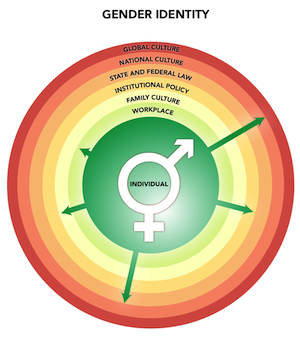 GENDER IDENTITY
GLOBAL CULTURE
NATIONAL CULTURE
STATE AND FEDERAL LAW
INSTITUTIONAL POLICY
FAMILY CULTURE
WORKPLACE
INDIVIDUAL